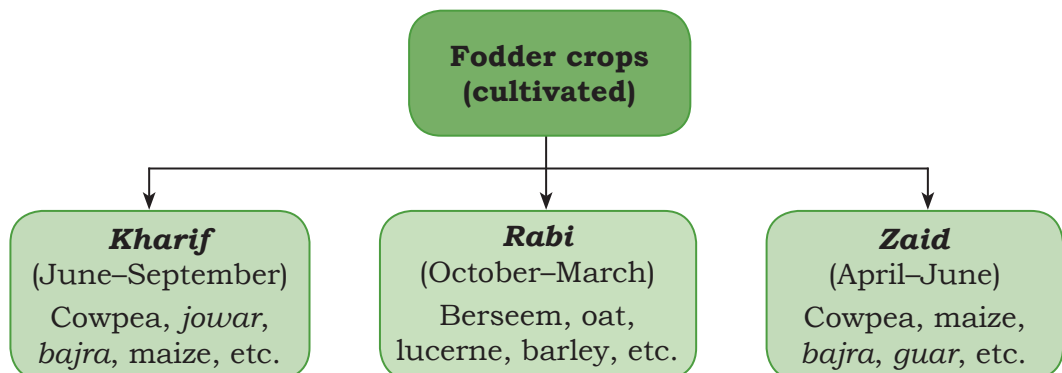 Fodder crops
(cultivated)
Kharif
(June–September)
Cowpea, jowar,
bajra, maize, etc.
Rabi
(October–March)
Berseem, oat,
lucerne, barley, etc.
Zaid
(April–June)
Cowpea, maize,
bajra, guar, etc.